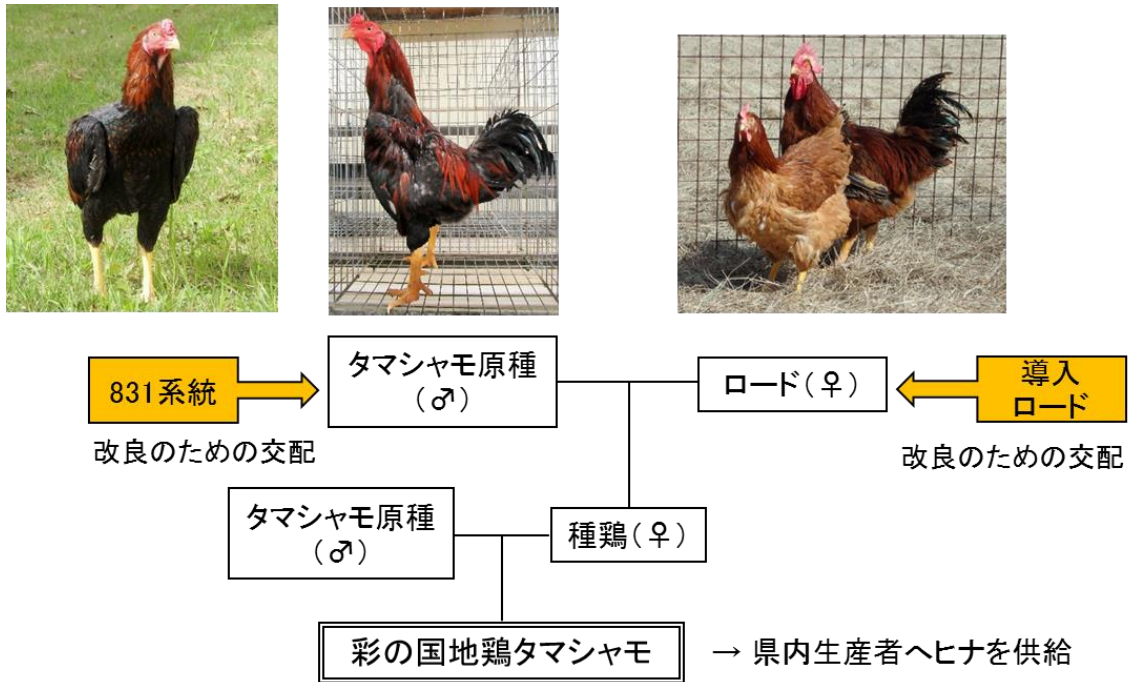 831系統
改良のための交配
タマシャモ原種
(♂)
ロード(♀)
導入
ロード
改良のための交配
タマシャモ原種
(♂)
種鶏(♀)
彩の国地鶏タマシャモ
→ 県内生産者へヒナを供給